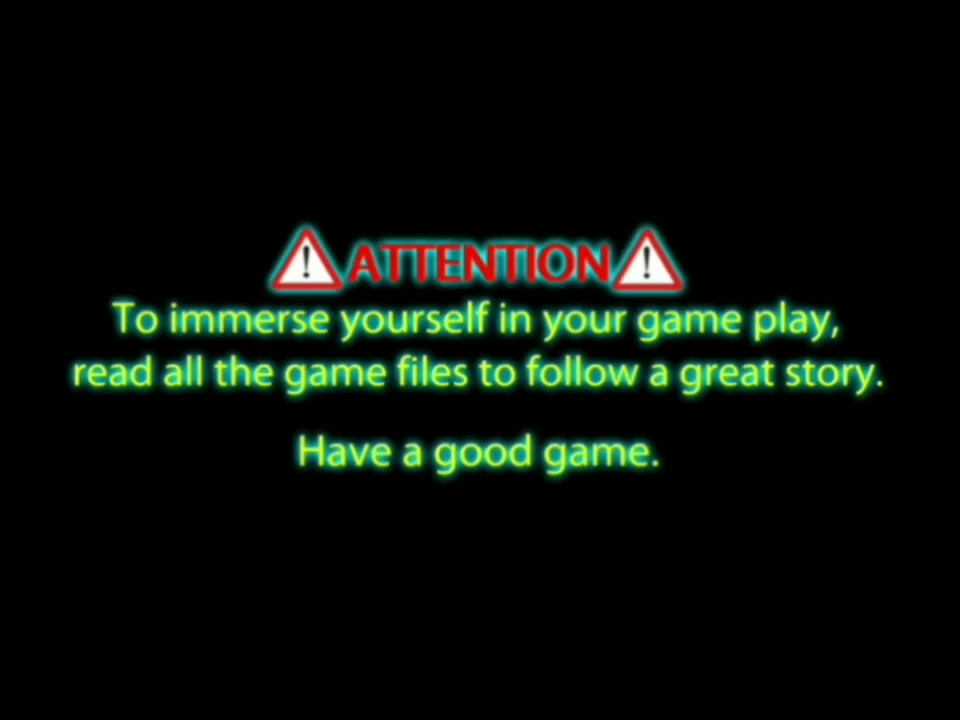 ATTENTION
To immerse yourself in your game play,
read all the game files to follow a great story.
Have a good game.